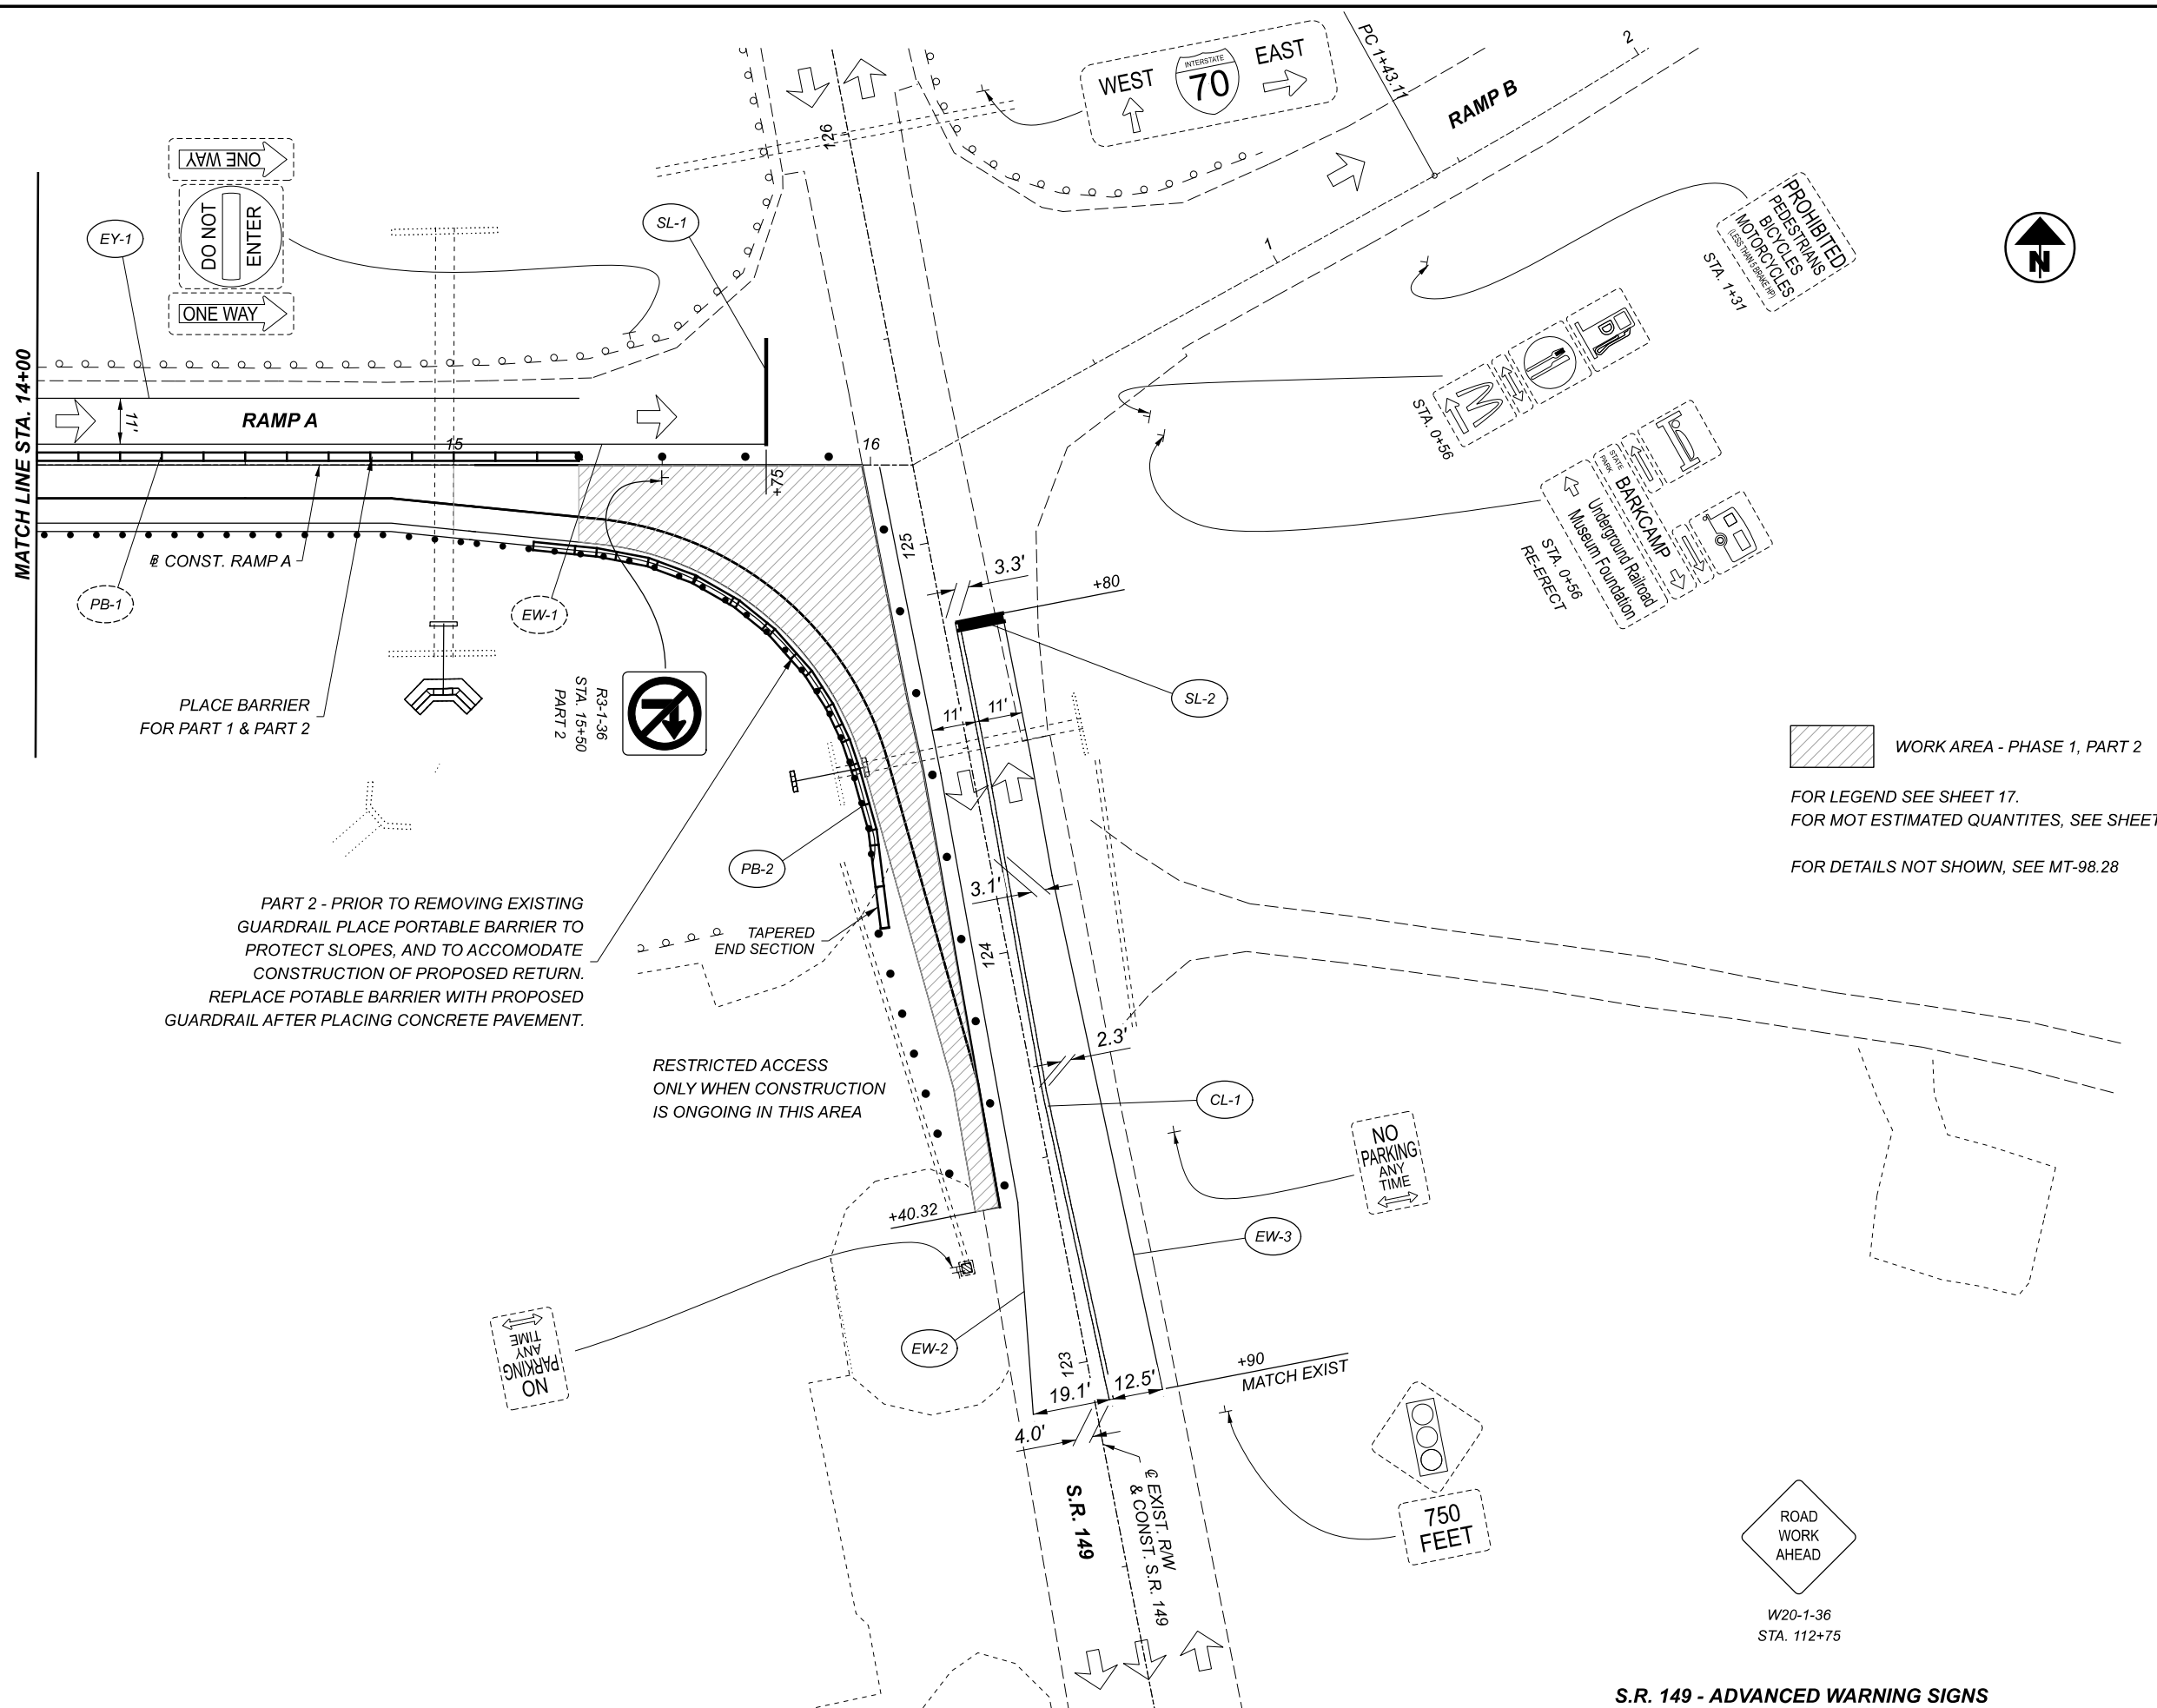 WEST
INTERSTATE
70
EAST
PC 1+43.11
2
RAMP B
126
ONE WAY
DO NOT
ENTER
ONE WAY
EY-1
SL-1
1
PROHIBITED
PEDESTRIANS
BICYCLES
MOTORCYCLES
(LESS THAN 5 BRAKE HP)
STA. 1+31
N
MATCH LINE STA. 14+00
11'
RAMP A
15
16
+75
STA. 0+56
D
STATE
PARK
BARKCAMP
Underground Railroad
Museum Foundation
STA. 0+56
RE-ERECT
℄ CONST. RAMP A
PB-1
EW-1
125
3.3'
+80
SL-2
PLACE BARRIER
FOR PART 1 & PART 2
R3-1-36
STA. 15+50
PART 2
11'
11'
WORK AREA - PHASE 1, PART 2
FOR LEGEND SEE SHEET 17.
FOR MOT ESTIMATED QUANTITES, SEE SHEET
FOR DETAILS NOT SHOWN, SEE MT-98.28
PB-2
3.1'
PART 2 - PRIOR TO REMOVING EXISTING
GUARDRAIL PLACE PORTABLE BARRIER TO
PROTECT SLOPES, AND TO ACCOMODATE
CONSTRUCTION OF PROPOSED RETURN.
REPLACE POTABLE BARRIER WITH PROPOSED
GUARDRAIL AFTER PLACING CONCRETE PAVEMENT.
TAPERED
END SECTION
124
2.3'
RESTRICTED ACCESS
ONLY WHEN CONSTRUCTION
IS ONGOING IN THIS AREA
CL-1
NO
PARKING
ANY
TIME
+40.32
EW-3
NO
PARKING
ANY
TIME
EW-2
123
+90
MATCH EXIST
19.1'
12.5'
4.0'
S.R. 149
℄ EXIST. R/W
& CONST. S.R. 149
750
FEET
ROAD
WORK
AHEAD
W20-1-36
STA. 112+75
S.R. 149 - ADVANCED WARNING SIGNS